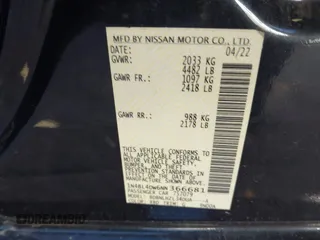 MFD BY NISSAN MOTOR CO., LTD.
DATE: 04/22
GVWR: 2033 KG
4482 LB
GAWR FR: 1097 KG
2418 LB
GAWR RR: 988 KG
2178 LB
THIS VEHICLE CONFORMS TO
ALL APPLICABLE FEDERAL
MOTOR VEHICLE SAFETY,
BUMPER, AND THEFT
PREVENTION STANDARDS IN
EFFECT ON THE DATE OF
MANUFACTURE SHOWN ABOVE.
366681
PASSENGER CAR
DREAM